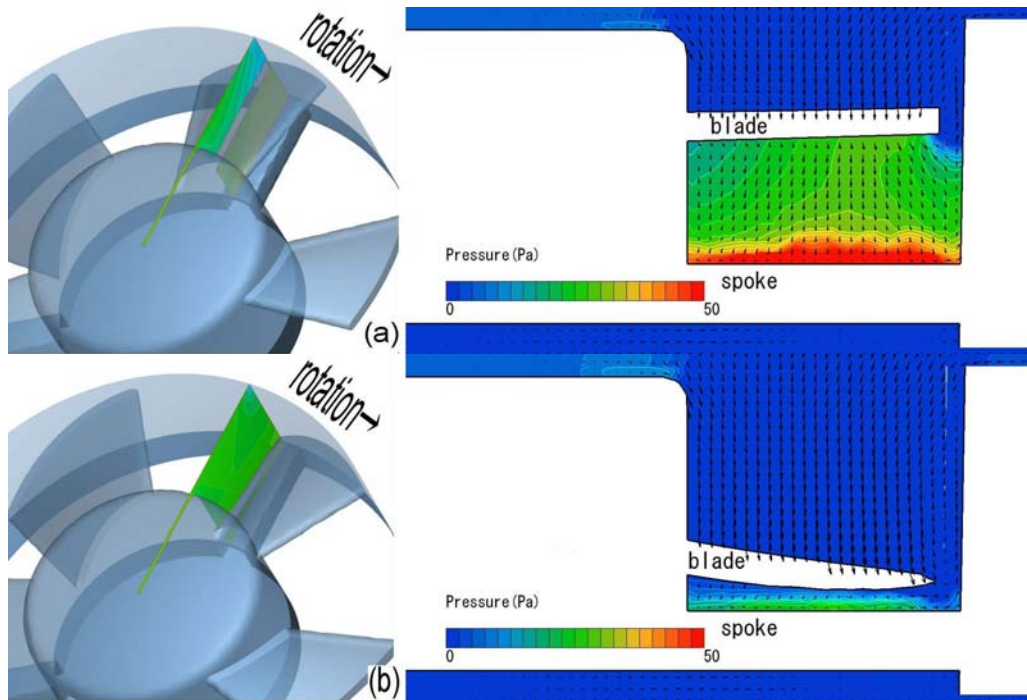 rotation→
blade
Pressure(Pa)
0
50
spoke
(a)
rotation→
blade
Pressure(Pa)
0
50
spoke
(b)